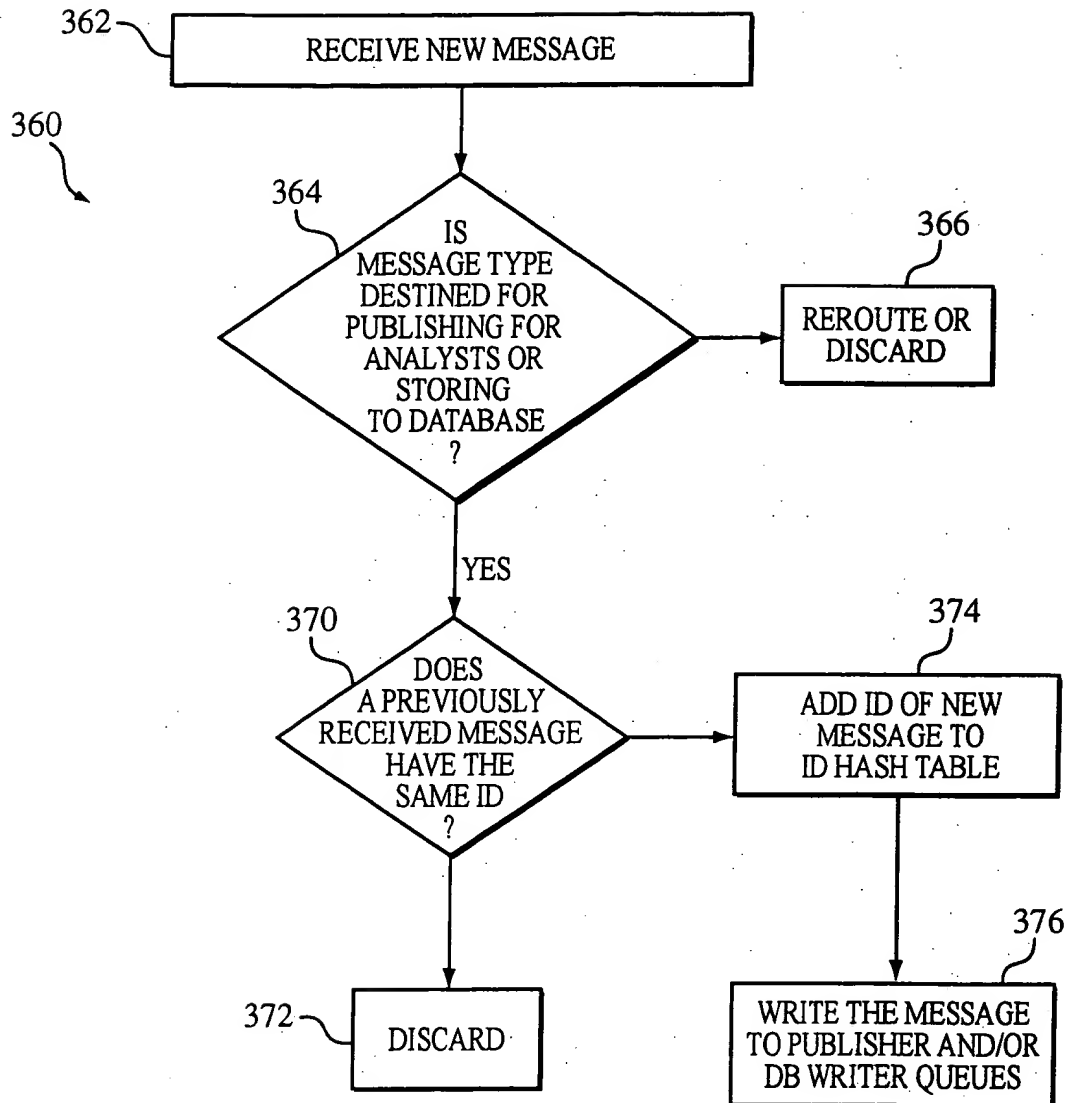 362
RECEIVE NEW MESSAGE
360
364
IS
MESSAGE TYPE
DESTINED FOR
PUBLISHING FOR
ANALYSTS OR
STORING
TO DATABASE
?
366
REROUTE OR
DISCARD
YES
370
DOES
A PREVIOUSLY
RECEIVED MESSAGE
HAVE THE
SAME ID
?
374
ADD ID OF NEW
MESSAGE TO
ID HASH TABLE
372
DISCARD
376
WRITE THE MESSAGE
TO PUBLISHER AND/OR
DB WRITER QUEUES